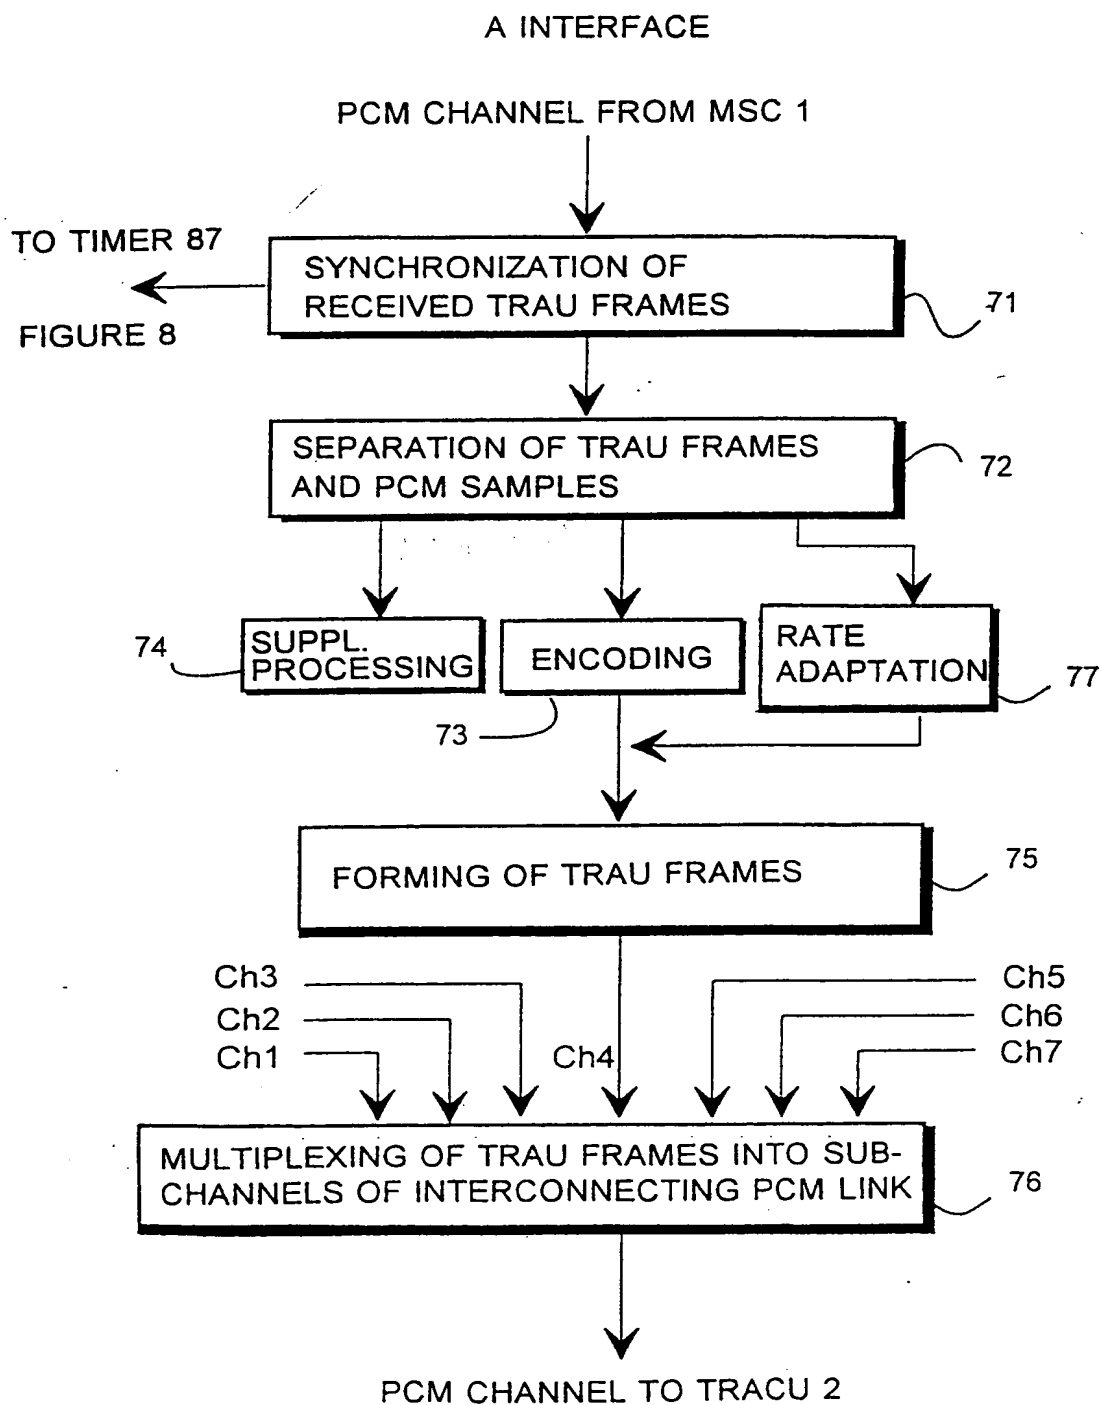 A INTERFACE
PCM CHANNEL FROM MSC 1
TO TIMER 87
FIGURE 8
SYNCHRONIZATION OF
RECEIVED TRAU FRAMES
71
SEPARATION OF TRAU FRAMES
AND PCM SAMPLES
72
74
SUPPL.
PROCESSING
ENCODING
73
RATE
ADAPTATION
77
FORMING OF TRAU FRAMES
75
Ch3
Ch2
Ch1
Ch4
Ch5
Ch6
Ch7
MULTIPLEXING OF TRAU FRAMES INTO SUB-
CHANNELS OF INTERCONNECTING PCM LINK
76
PCM CHANNEL TO TRACU 2